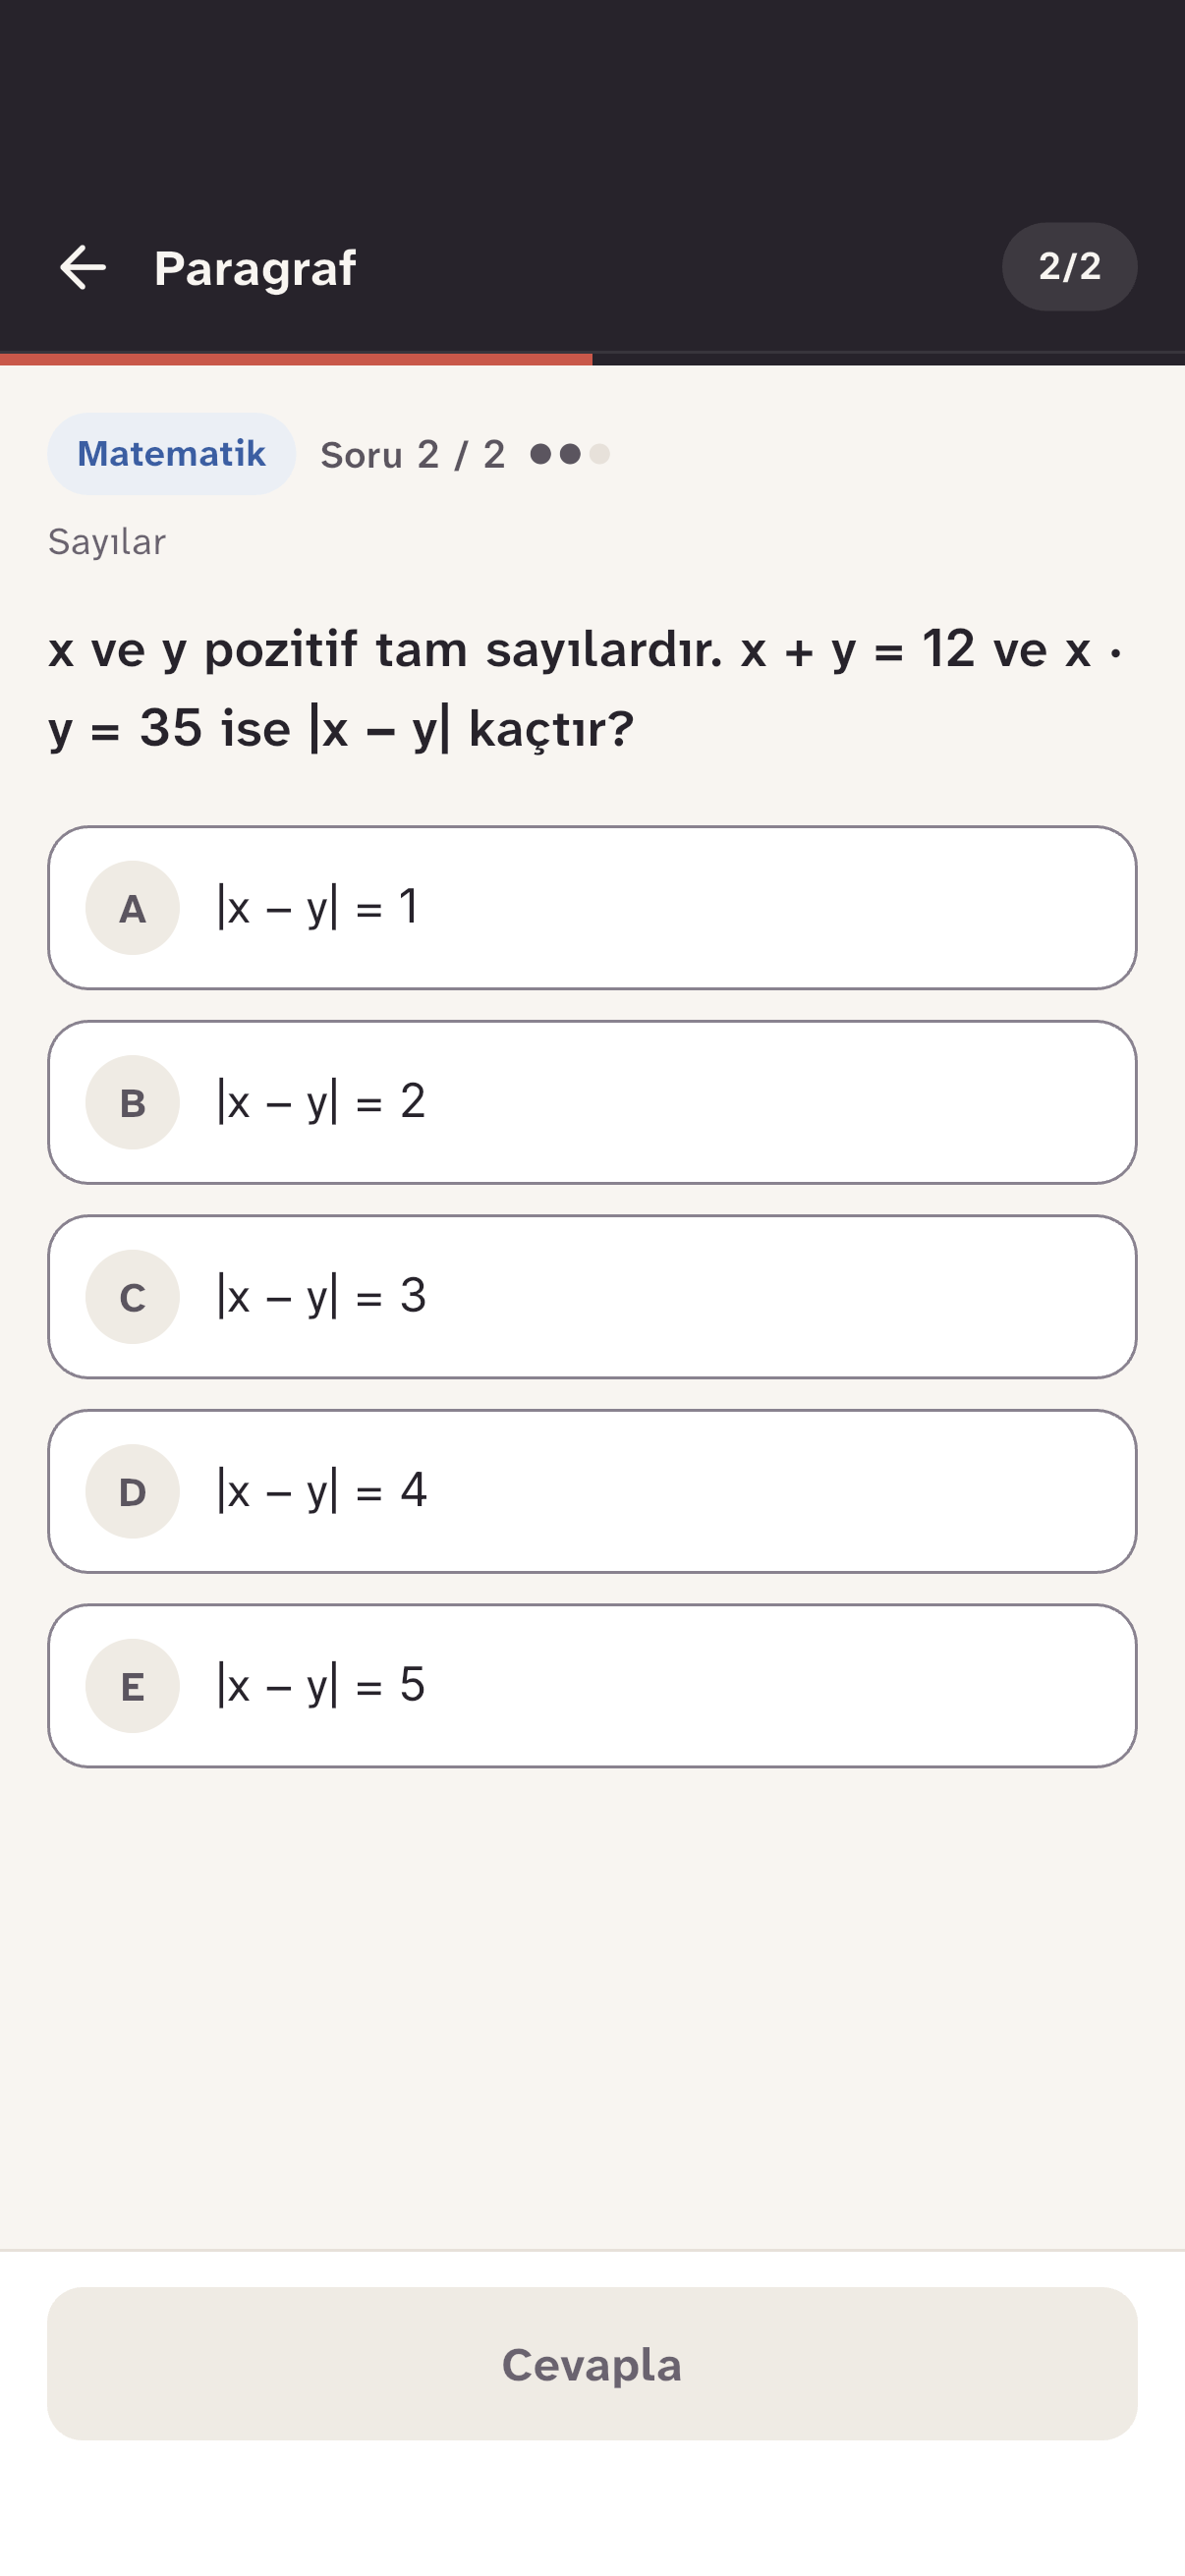 Paragraf
2/2
Matematik
Soru 2 / 2
Sayılar
x ve y pozitif tam sayılardır. x + y = 12 ve x ·
y = 35 ise |x – y| kaçtır?
A
|x – y| = 1
B
|x – y| = 2
C
|x – y| = 3
D
|x – y| = 4
E
|x – y| = 5
Cevapla